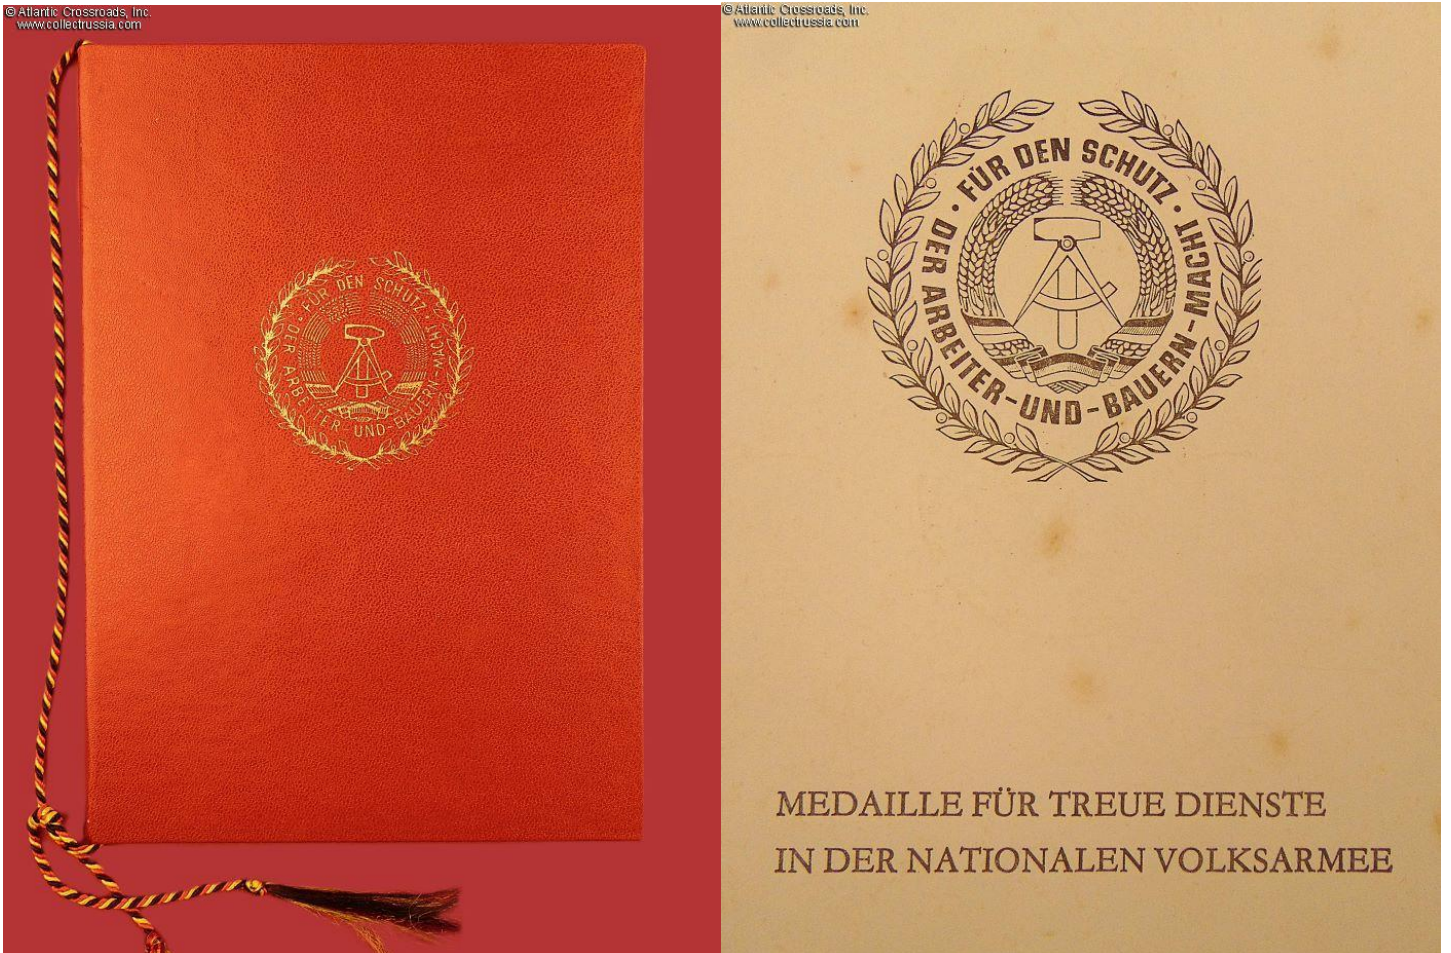 © Atlantic Crossroads, Inc.
www.collectrussia.com
FÜR DEN SCHUTZ · DER ARBEITER-UND-BAUERN-MACHT ·
© Atlantic Crossroads, Inc.
www.collectrussia.com
· FÜR DEN SCHUTZ ·
DER ARBEITER-UND-BAUERN-MACHT
MEDAILLE FÜR TREUE DIENSTE
IN DER NATIONALEN VOLKSARMEE